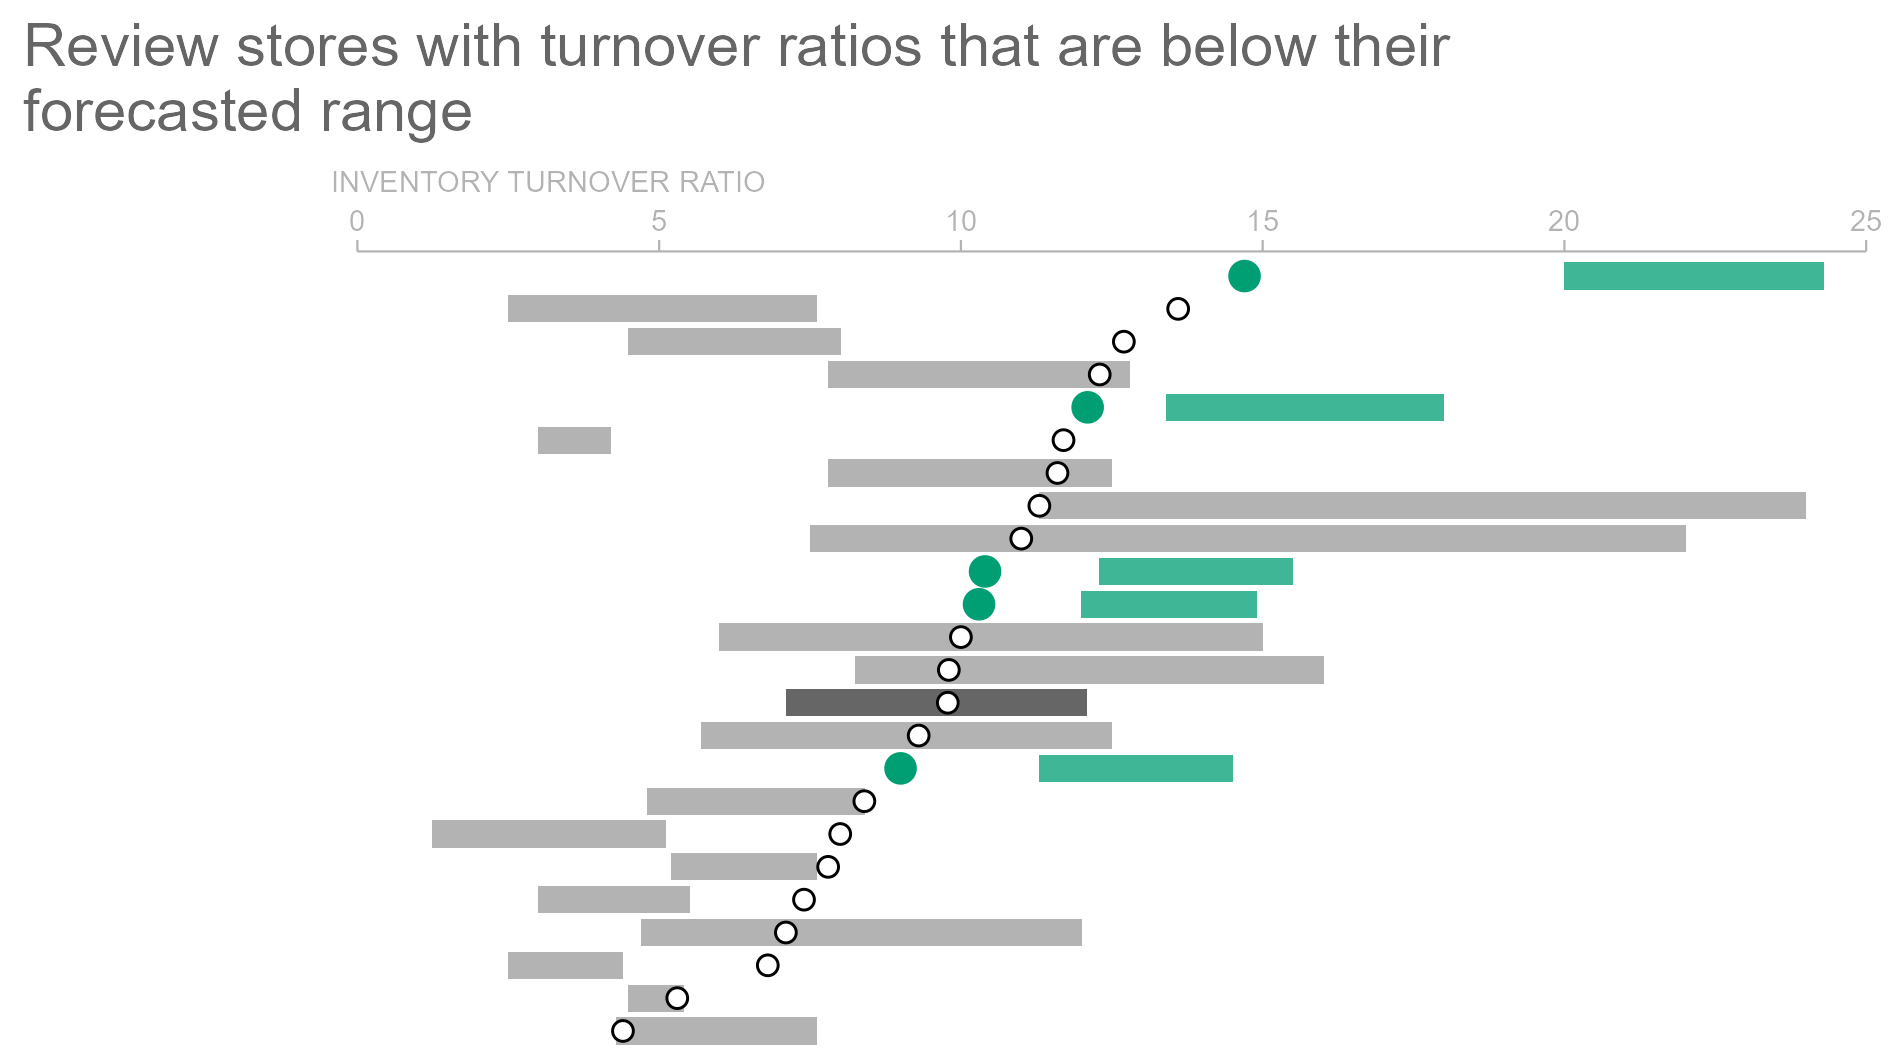 Review stores with turnover ratios that are below their
forecasted range
INVENTORY TURNOVER RATIO
0 5 10 15 20 25